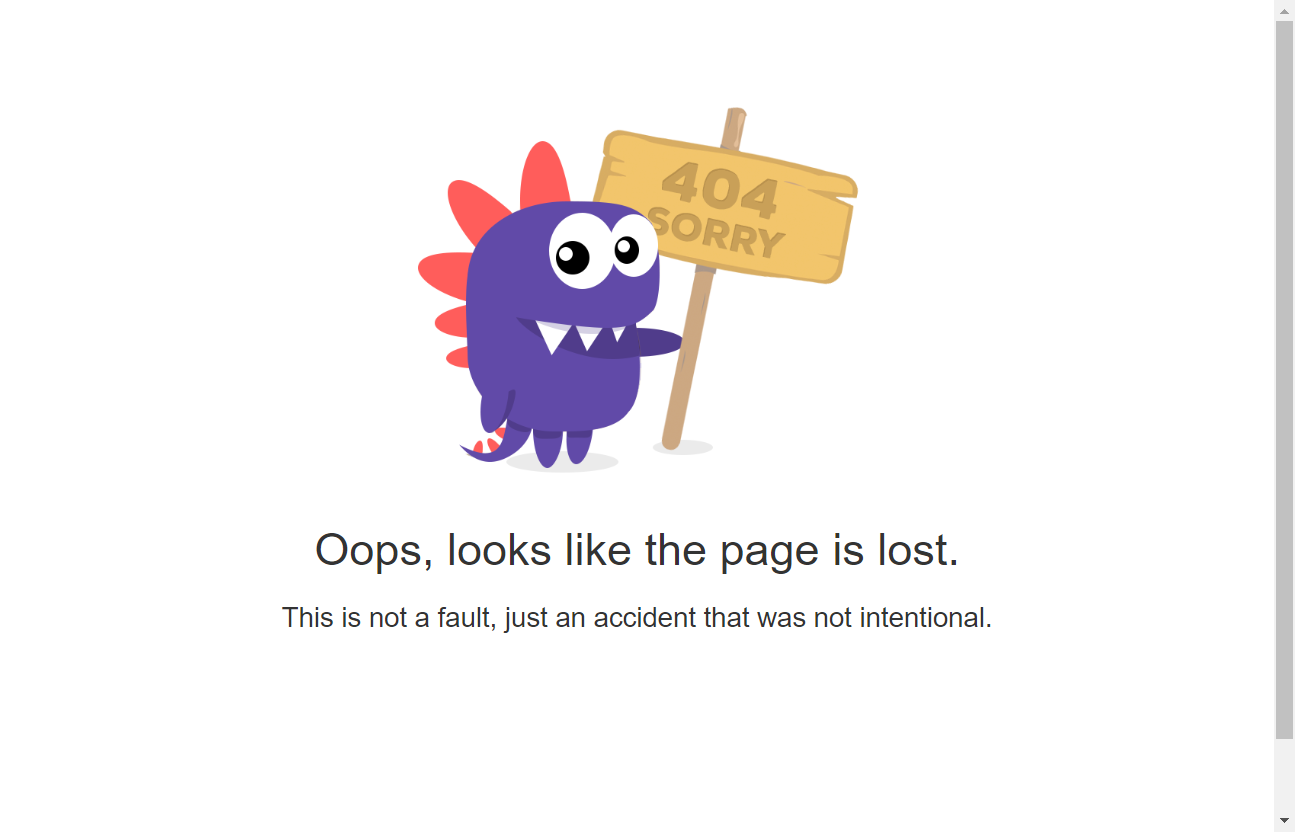 404
SORRY
Oops, looks like the page is lost.
This is not a fault, just an accident that was not intentional.